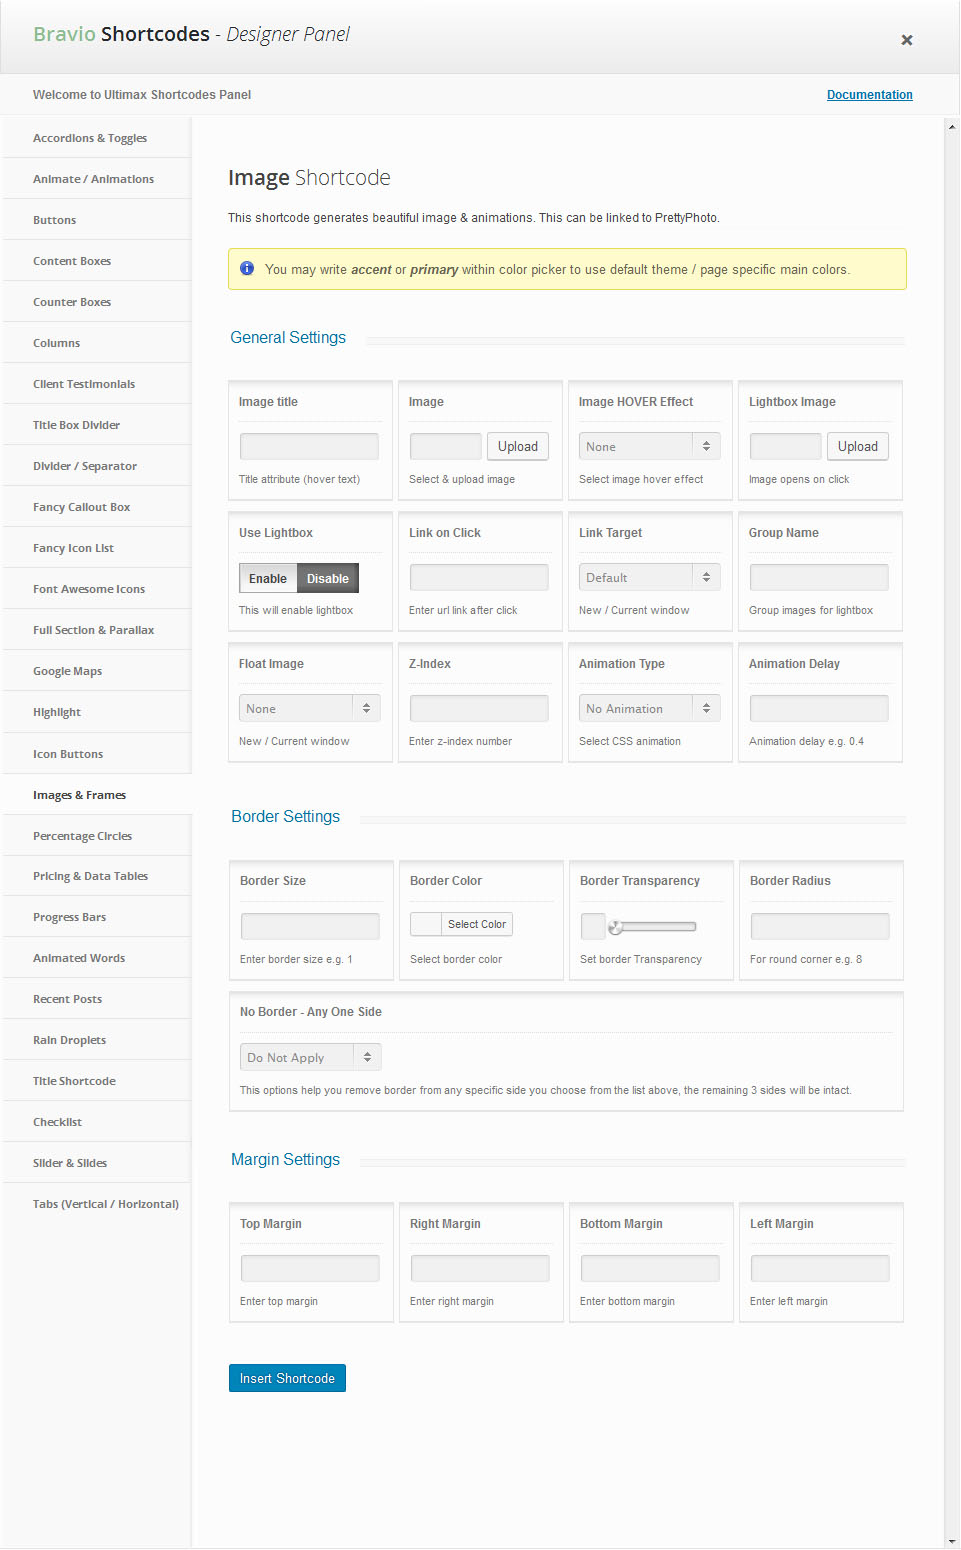 Bravio Shortcodes - Designer Panel
Welcome to Ultimax Shortcodes Panel
Documentation
Accordions & Toggles
Animate / Animations
Buttons
Content Boxes
Counter Boxes
Columns
Client Testimonials
Title Box Divider
Divider / Separator
Fancy Callout Box
Fancy Icon List
Font Awesome Icons
Full Section & Parallax
Google Maps
Highlight
Icon Buttons
Images & Frames
Percentage Circles
Pricing & Data Tables
Progress Bars
Animated Words
Recent Posts
Rain Droplets
Title Shortcode
Checklist
Slider & Slides
Tabs (Vertical / Horizontal)
Image Shortcode
This shortcode generates beautiful image & animations. This can be linked to PrettyPhoto.
You may write accent or primary within color picker to use default theme / page specific main colors.
General Settings
Image title
Title attribute (hover text)
Image
Upload
Select & upload image
Image HOVER Effect
None
Select image hover effect
Lightbox Image
Upload
Image opens on click
Use Lightbox
Enable Disable
This will enable lightbox
Link on Click
Enter url link after click
Link Target
Default
New / Current window
Group Name
Group images for lightbox
Float Image
None
New / Current window
Z-Index
Enter z-index number
Animation Type
No Animation
Select CSS animation
Animation Delay
Animation delay e.g. 0.4
Border Settings
Border Size
Enter border size e.g. 1
Border Color
Select Color
Select border color
Border Transparency
Set border Transparency
Border Radius
For round corner e.g. 8
No Border - Any One Side
Do Not Apply
This options help you remove border from any specific side you choose from the list above, the remaining 3 sides will be intact.
Margin Settings
Top Margin
Enter top margin
Right Margin
Enter right margin
Bottom Margin
Enter bottom margin
Left Margin
Enter left margin
Insert Shortcode